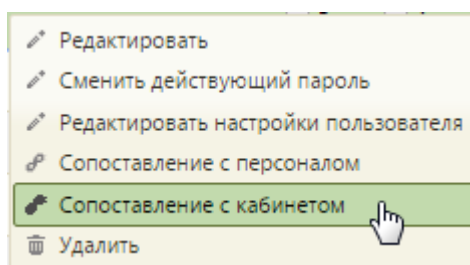 Редактировать
Сменить действующий пароль
Редактировать настройки пользователя
Сопоставление с персоналом
Сопоставление с кабинетом
Удалить